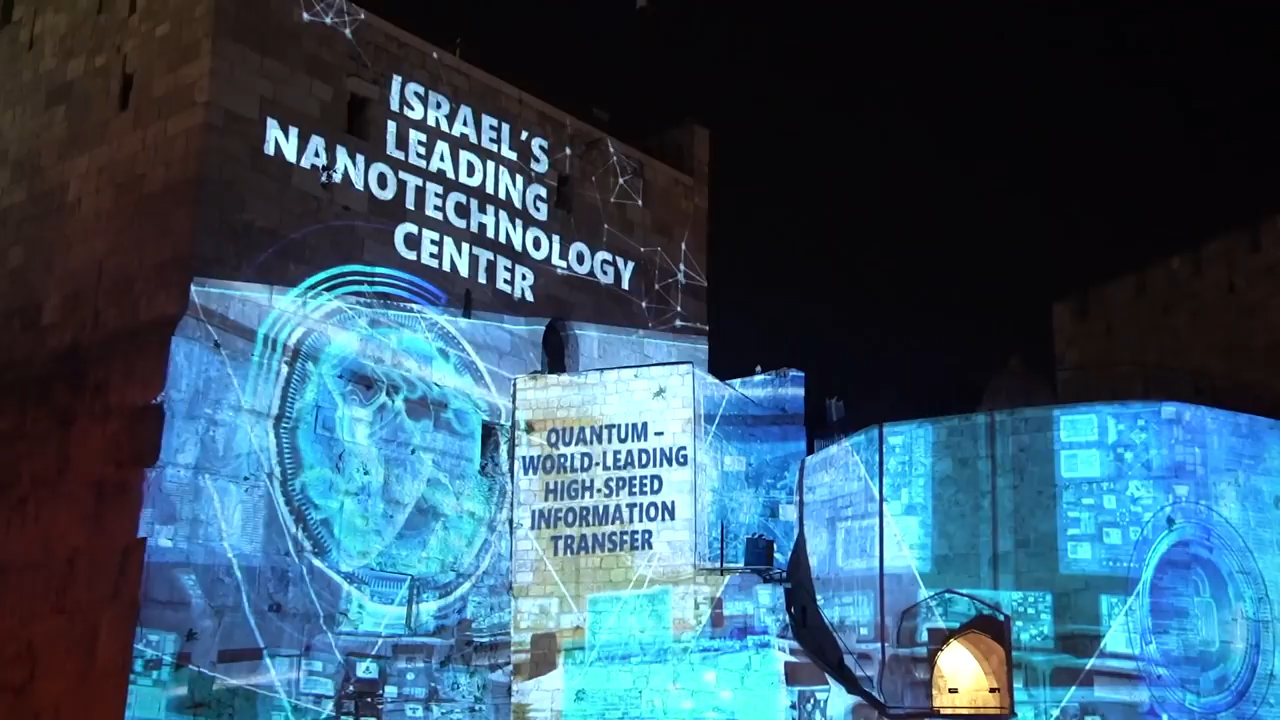 ISRAEL'S
LEADING
NANOTECHNOLOGY
CENTER
QUANTUM –
WORLD-LEADING
HIGH-SPEED
INFORMATION
TRANSFER